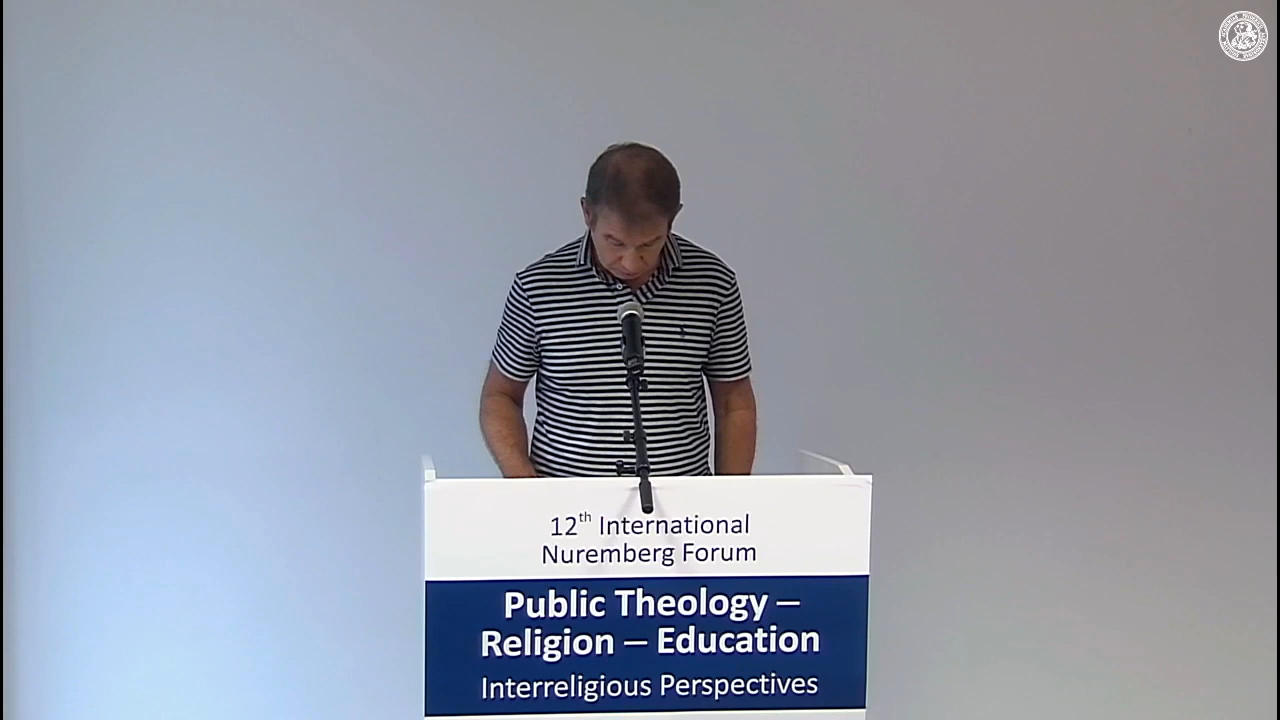 12th International
Nuremberg Forum
Public Theology –
Religion – Education
Interreligious Perspectives